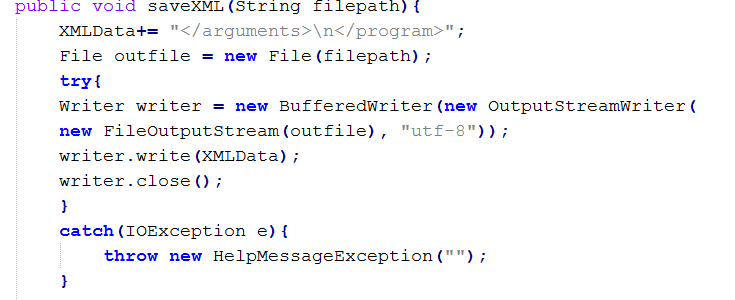 public void saveXML(String filepath){
XMLData+= "</arguments>\n</program>";
File outfile = new File(filepath);
try{
Writer writer = new BufferedWriter(new OutputStreamWriter(
new FileOutputStream(outfile), "utf-8"));
writer.write(XMLData);
writer.close();
}
catch(IOException e){
throw new HelpMessageException("");
}